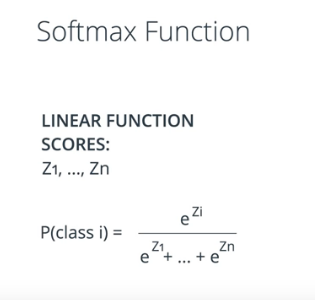 Softmax Function
LINEAR FUNCTION
SCORES:
Z1, ..., Zn
P(class i) = e^Zi / e^Z1 + ... + e^Zn